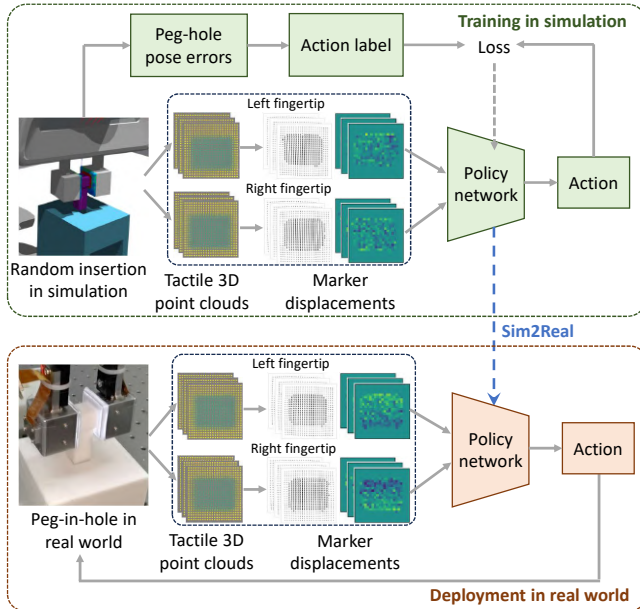 Training in simulation
Peg-hole
pose errors
Action label
Loss
Left fingertip
Right fingertip
Policy
network
Action
Random insertion
in simulation
Tactile 3D
point clouds
Marker
displacements
Sim2Real
Left fingertip
Right fingertip
Policy
network
Action
Peg-in-hole in
real world
Tactile 3D
point clouds
Marker
displacements
Deployment in real world